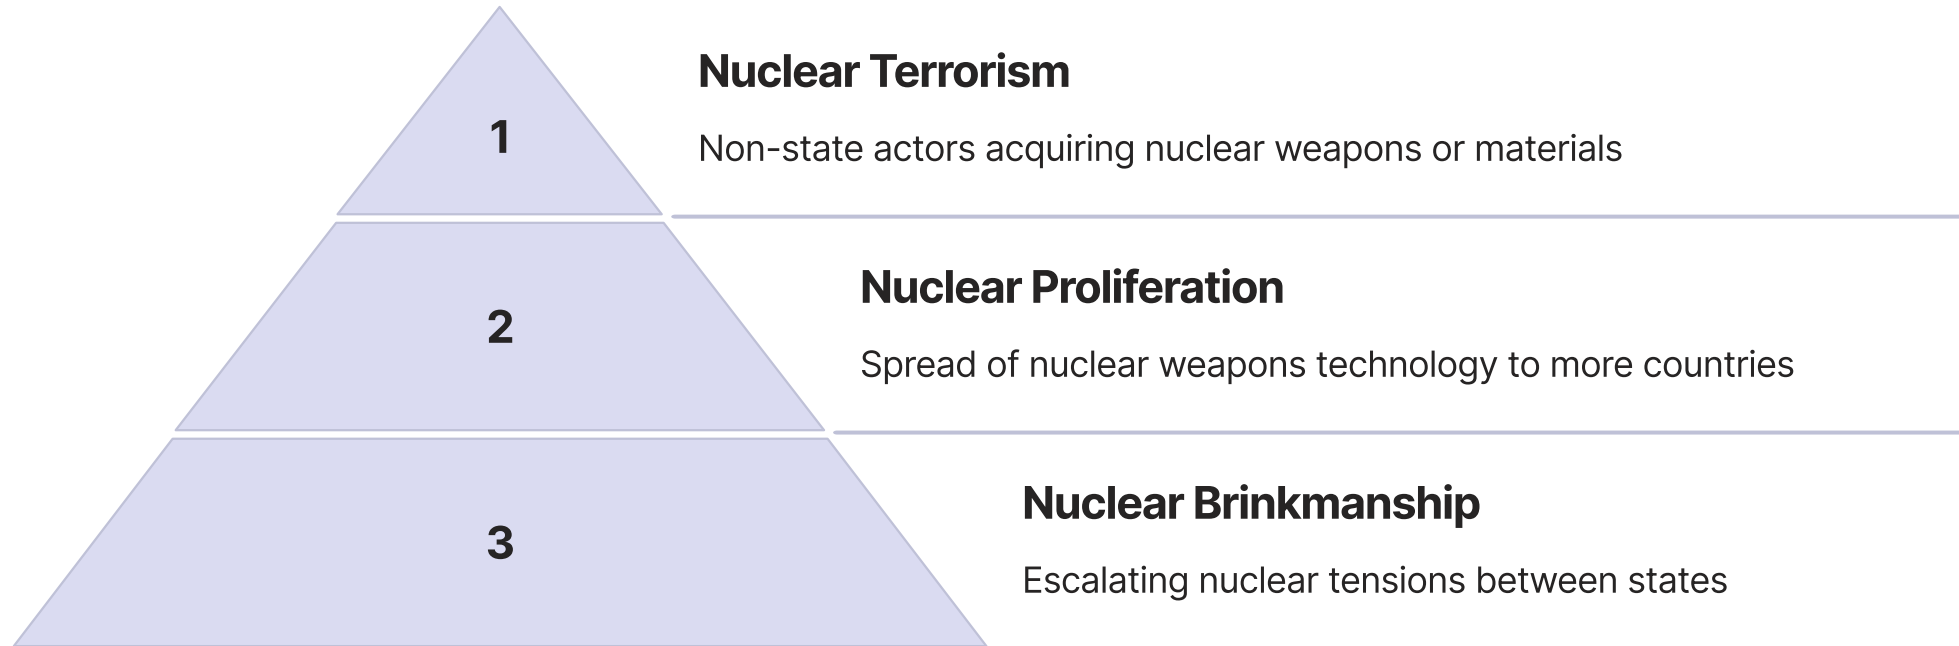 1
Nuclear Terrorism
Non-state actors acquiring nuclear weapons or materials
2
Nuclear Proliferation
Spread of nuclear weapons technology to more countries
3
Nuclear Brinkmanship
Escalating nuclear tensions between states